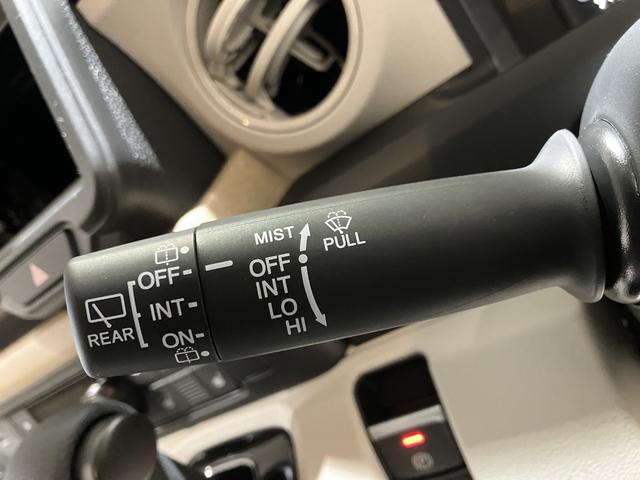 MIST
PULL
OFF
INT
LO
HI
OFF
INT
ON
REAR